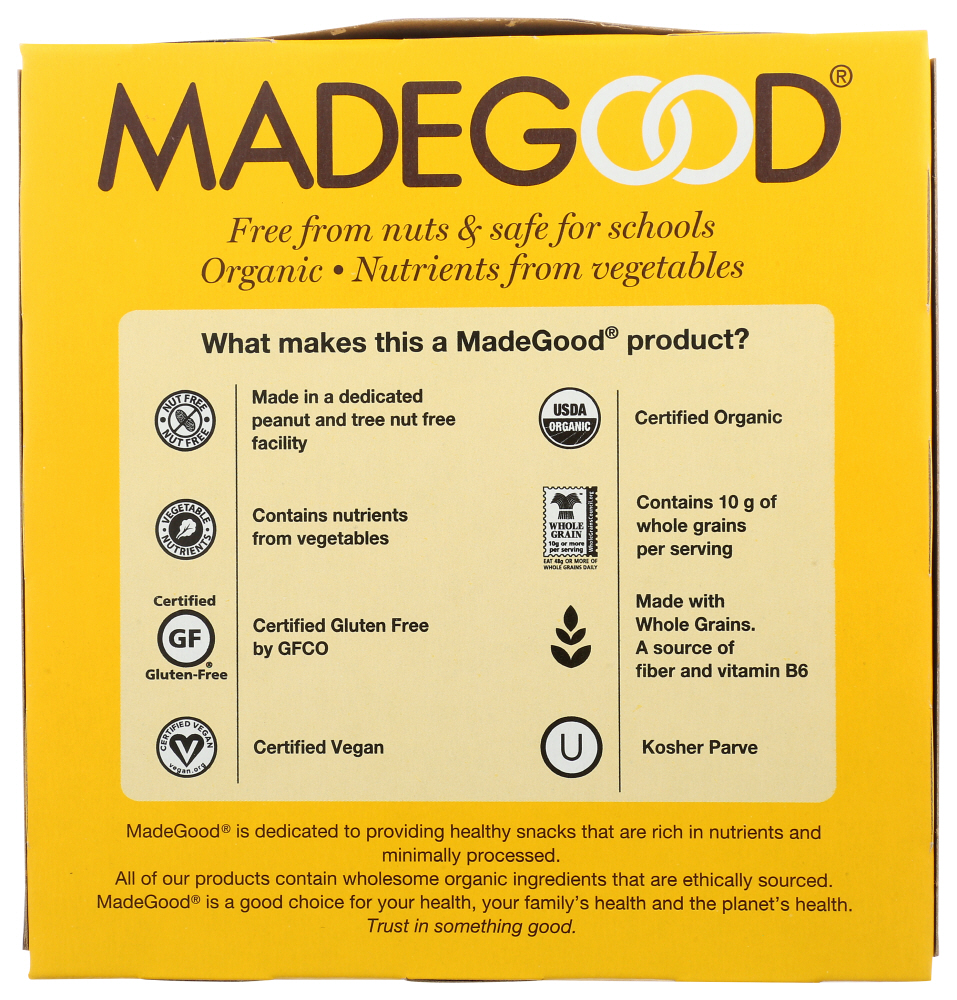 MADEGOOD®
Free from nuts & safe for schools
Organic • Nutrients from vegetables
What makes this a MadeGood® product?
NUT FREE
NUT FREE
Made in a dedicated
peanut and tree nut free
facility
USDA
ORGANIC
Certified Organic
VEGETABLE
NUTRIENTS
Contains nutrients
from vegetables
WHOLE
GRAIN
10g or more
per serving
WholeGrainsCouncil.org
EAT 48g OR MORE OF
WHOLE GRAINS DAILY
Contains 10 g of
whole grains
per serving
Certified
GF
®
Gluten-Free
Certified Gluten Free
by GFCO
Made with
Whole Grains.
A source of
fiber and vitamin B6
CERTIFIED VEGAN
vegan.org
Certified Vegan
U
Kosher Parve
MadeGood® is dedicated to providing healthy snacks that are rich in nutrients and
minimally processed.
All of our products contain wholesome organic ingredients that are ethically sourced.
MadeGood® is a good choice for your health, your family's health and the planet's health.
Trust in something good.